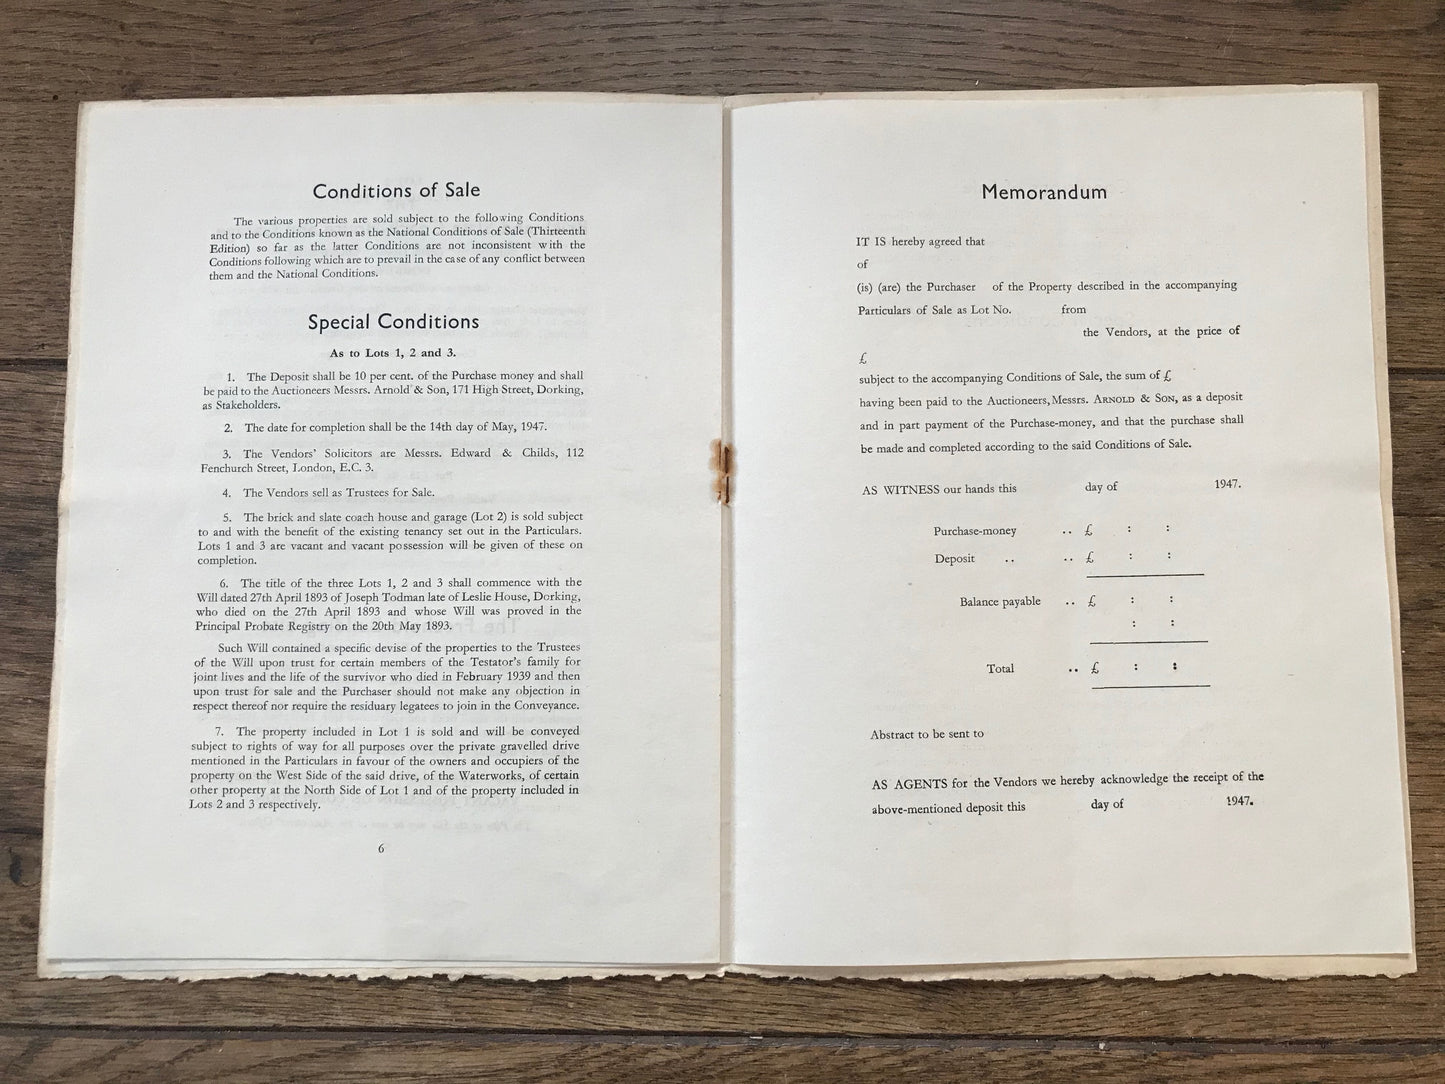 Conditions of Sale
The various properties are sold subject to the following Conditions
and to the Conditions known as the National Conditions of Sale (Thirteenth
Edition) so far as the latter Conditions are not inconsistent with the
Conditions following which are to prevail in the case of any conflict between
them and the National Conditions.
Special Conditions
As to Lots 1, 2 and 3.
1. The Deposit shall be 10 per cent. of the Purchase money and shall
be paid to the Auctioneers Messrs. Arnold & Son, 171 High Street, Dorking,
as Stakeholders.
2. The date for completion shall be the 14th day of May, 1947.
3. The Vendors' Solicitors are Messrs. Edward & Childs, 112
Fenchurch Street, London, E.C. 3.
4. The Vendors sell as Trustees for Sale.
5. The brick and slate coach house and garage (Lot 2) is sold subject
to and with the benefit of the existing tenancy set out in the Particulars.
Lots 1 and 3 are vacant and vacant possession will be given of these on
completion.
6. The title of the three Lots 1, 2 and 3 shall commence with the
Will dated 27th April 1893 of Joseph Todman late of Leslie House, Dorking,
who died on the 27th April 1893 and whose Will was proved in the
Principal Probate Registry on the 20th May 1893.
Such Will contained a specific devise of the properties to the Trustees
of the Will upon trust for certain members of the Testator's family for
joint lives and the life of the survivor who died in February 1939 and then
upon trust for sale and the Purchaser should not make any objection in
respect thereof nor require the residuary legatees to join in the Conveyance.
7. The property included in Lot 1 is sold and will be conveyed
subject to rights of way for all purposes over the private gravelled drive
mentioned in the Particulars in favour of the owners and occupiers of the
property on the West Side of the said drive, of the Waterworks, of certain
other property at the North Side of Lot 1 and of the property included in
Lots 2 and 3 respectively.
6
Memorandum
IT IS hereby agreed that
of
(is) (are) the Purchaser of the Property described in the accompanying
Particulars of Sale as Lot No. from
the Vendors, at the price of
£
subject to the accompanying Conditions of Sale, the sum of £
having been paid to the Auctioneers, Messrs. ARNOLD & SON, as a deposit
and in part payment of the Purchase-money, and that the purchase shall
be made and completed according to the said Conditions of Sale.
AS WITNESS our hands this day of 1947.
Purchase-money .. £ : :
Deposit .. .. £ : :
Balance payable .. £ : :
: :
Total .. £ : :
Abstract to be sent to
AS AGENTS for the Vendors we hereby acknowledge the receipt of the
above-mentioned deposit this day of 1947.